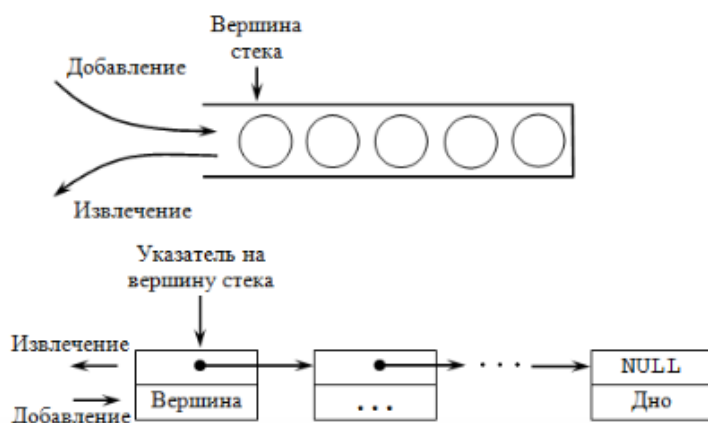 Вершина
стека
Добавление
Извлечение
Указатель на
вершину стека
Извлечение
NULL
Добавление
Вершина
...
Дно